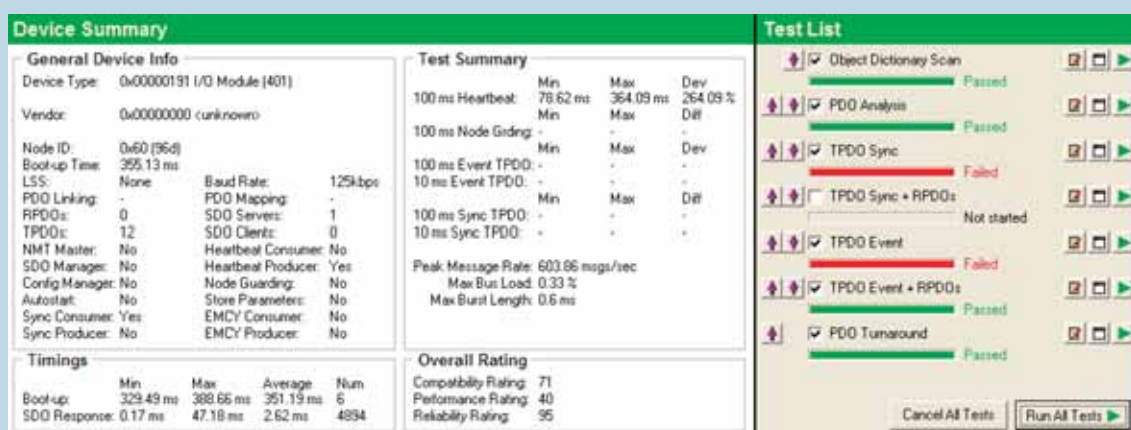 Device Summary
General Device Info
Device Type: 0x00000191 I/O Module (401)
Vendor: 0x00000000 <unknown>
Node ID: 0x60 (96d)
Boot-up Time: 355.13 ms
LSS: None Baud Rate: 125kbps
PDO Linking: - PDO Mapping: -
RPDOs: 0 SDO Servers: 1
TPDOs: 12 SDO Clients: 0
NMT Master: No Heartbeat Consumer: No
SDO Manager: No Heartbeat Producer: Yes
Config Manager: No Node Guarding: No
Autostart: No Store Parameters: No
Sync Consumer: Yes EMCY Consumer: No
Sync Producer: No EMCY Producer: No
Timings
Min Max Average Num
Boot-up: 329.49 ms 388.66 ms 351.19 ms 6
SDO Response: 0.17 ms 47.18 ms 2.62 ms 4894
Test Summary
Min Max Dev
100 ms Heartbeat: 78.62 ms 364.09 ms 264.09 %
Min Max Diff
100 ms Node Grding: - - -
Min Max Dev
100 ms Event TPDO: - - -
10 ms Event TPDO: - - -
Min Max Diff
100 ms Sync TPDO: - - -
10 ms Sync TPDO: - - -
Peak Message Rate: 603.86 msgs/sec
Max Bus Load: 0.33 %
Max Burst Length: 0.6 ms
Overall Rating
Compatibility Rating: 71
Performance Rating: 40
Reliability Rating: 95
Test List
Object Dictionary Scan
Passed
PDO Analysis
Passed
TPDO Sync
Failed
TPDO Sync + RPDOs
Not started
TPDO Event
Failed
TPDO Event + RPDOs
Passed
PDO Turnaround
Passed
Cancel All Tests
Run All Tests